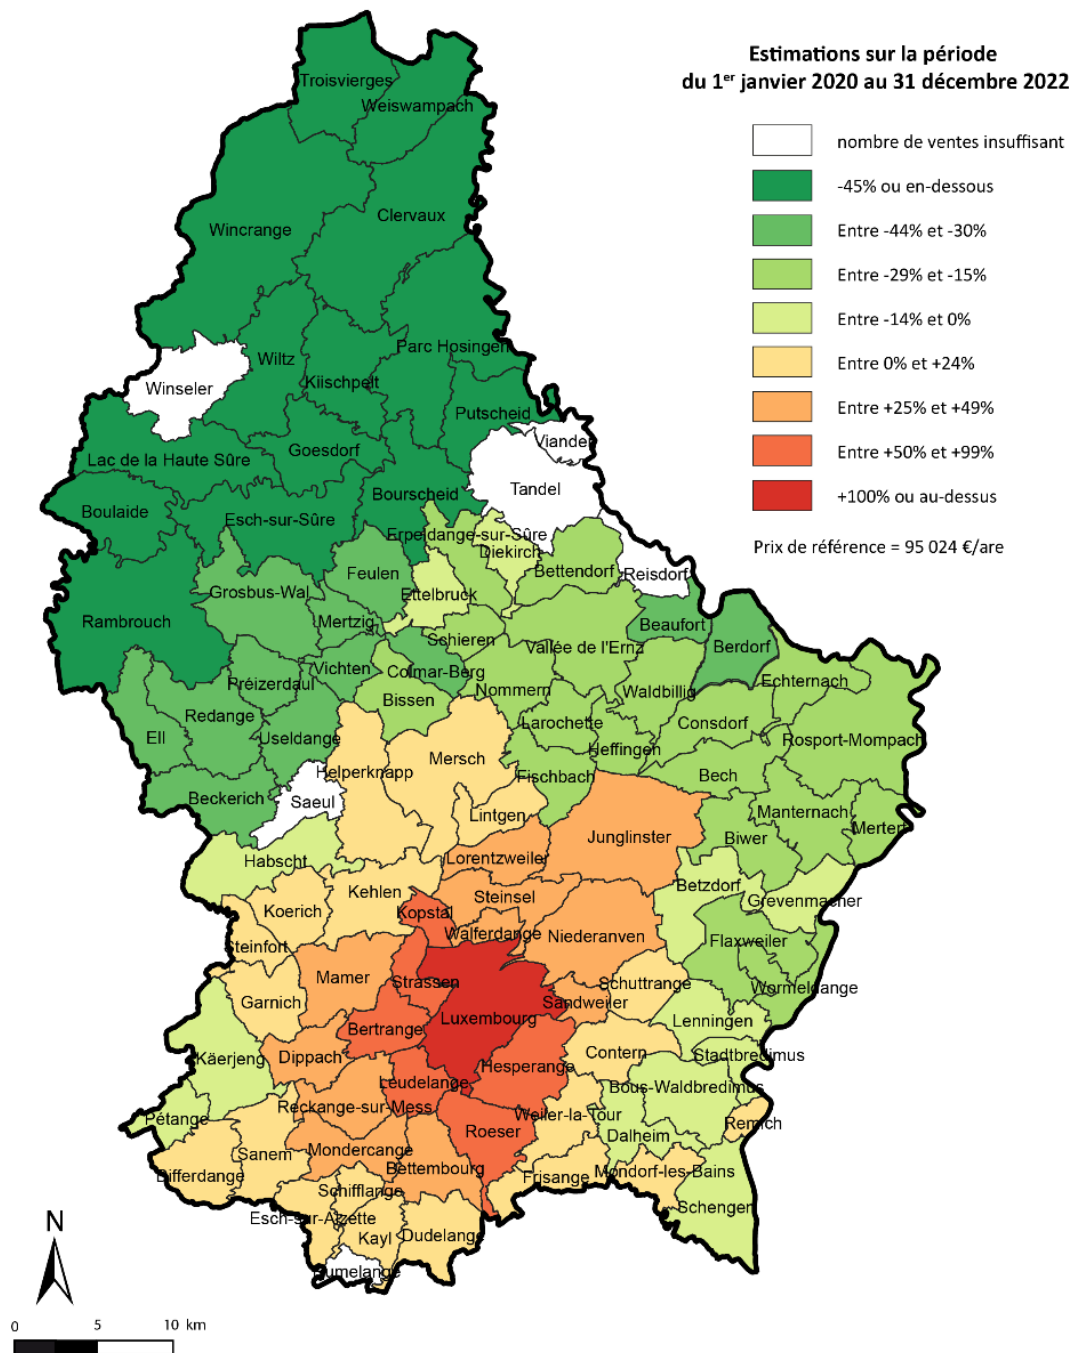 Estimations sur la période
du 1er janvier 2020 au 31 décembre 2022
nombre de ventes insuffisant
-45% ou en-dessous
Entre -44% et -30%
Entre -29% et -15%
Entre -14% et 0%
Entre 0% et +24%
Entre +25% et +49%
Entre +50% et +99%
+100% ou au-dessus
Prix de référence = 95 024 €/are
Troisvierges
Weiswampach
Clervaux
Wincrange
Parc Hosingen
Wiltz
Kiischpelt
Winseler
Putscheid
Vianden
Goesdorf
Lac de la Haute Sûre
Tandel
Bourscheid
Boulaide
Esch-sur-Sûre
Erpeldange-sur-Sûre
Diekirch
Bettendorf
Reisdorf
Feulen
Grosbus-Wal
Ettelbruck
Rambrouch
Mertzig
Beaufort
Schieren
Vallée de l'Ernz
Berdorf
Vichten
Colmar-Berg
Préizerdaul
Echternach
Nommern
Waldbillig
Bissen
Redange
Larochette
Consdorf
Ell
Useldange
Rosport-Mompach
Heffingen
Mersch
Helperknapp
Fischbach
Bech
Beckerich
Saeul
Lintgen
Manternach
Mertert
Junglinster
Biwer
Habscht
Lorentzweiler
Betzdorf
Kehlen
Steinsel
Grevenmacher
Koerich
Kopstal
Walferdange
Niederanven
Flaxweiler
Steinfort
Mamer
Strassen
Schuttrange
Wormeldange
Garnich
Sandweiler
Luxembourg
Lenningen
Bertrange
Contern
Stadtbredimus
Käerjeng
Dippach
Hesperange
Leudelange
Bous-Waldbredimus
Reckange-sur-Mess
Weiler-la-Tour
Pétange
Remich
Roeser
Dalheim
Mondercange
Sanem
Bettembourg
Mondorf-les-Bains
Differdange
Frisange
Schifflange
Schengen
Esch-sur-Alzette
Kayl
Dudelange
Rumelange
N
0 5 10 km